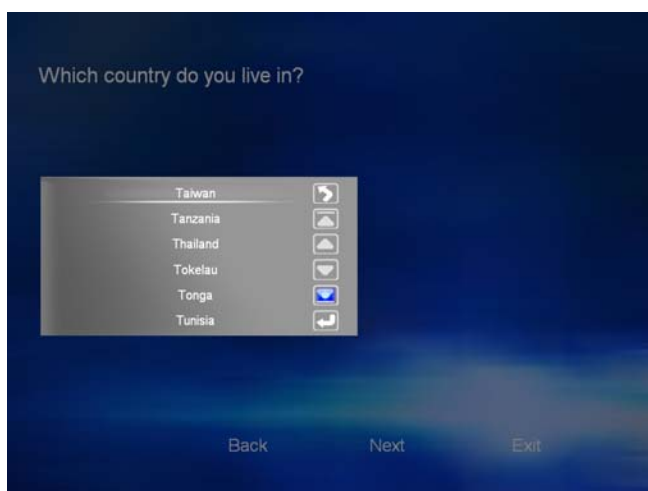 Which country do you live in?
Taiwan
Tanzania
Thailand
Tokelau
Tonga
Tunisia
Back Next Exit